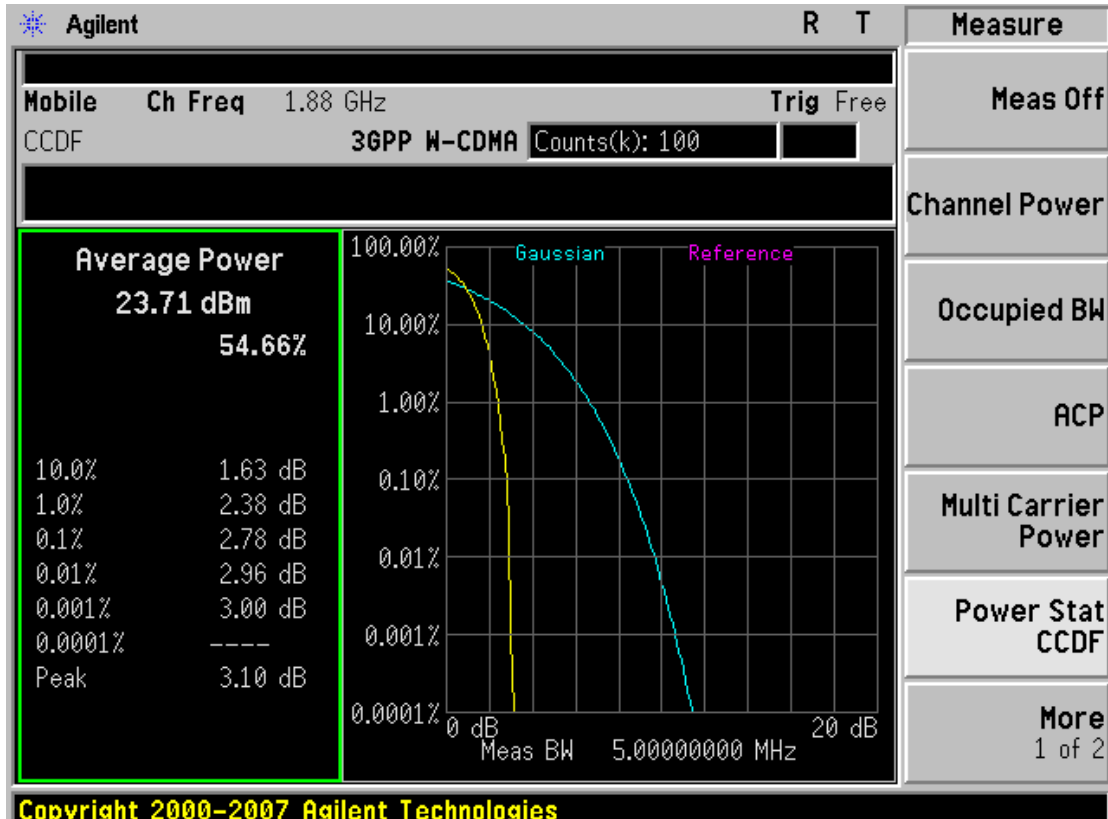 Agilent R T
Mobile Ch Freq 1.88 GHz Trig Free
CCDF 3GPP W-CDMA Counts(k): 100
Average Power
23.71 dBm
54.66%
10.0% 1.63 dB
1.0% 2.38 dB
0.1% 2.78 dB
0.01% 2.96 dB
0.001% 3.00 dB
0.0001% ----
Peak 3.10 dB
Gaussian Reference
100.00%
10.00%
1.00%
0.10%
0.01%
0.001%
0.0001%
0 dB 20 dB
Meas BW 5.00000000 MHz
Measure
Meas Off
Channel Power
Occupied BW
ACP
Multi Carrier
Power
Power Stat
CCDF
More
1 of 2
Copyright 2000-2007 Agilent Technologies